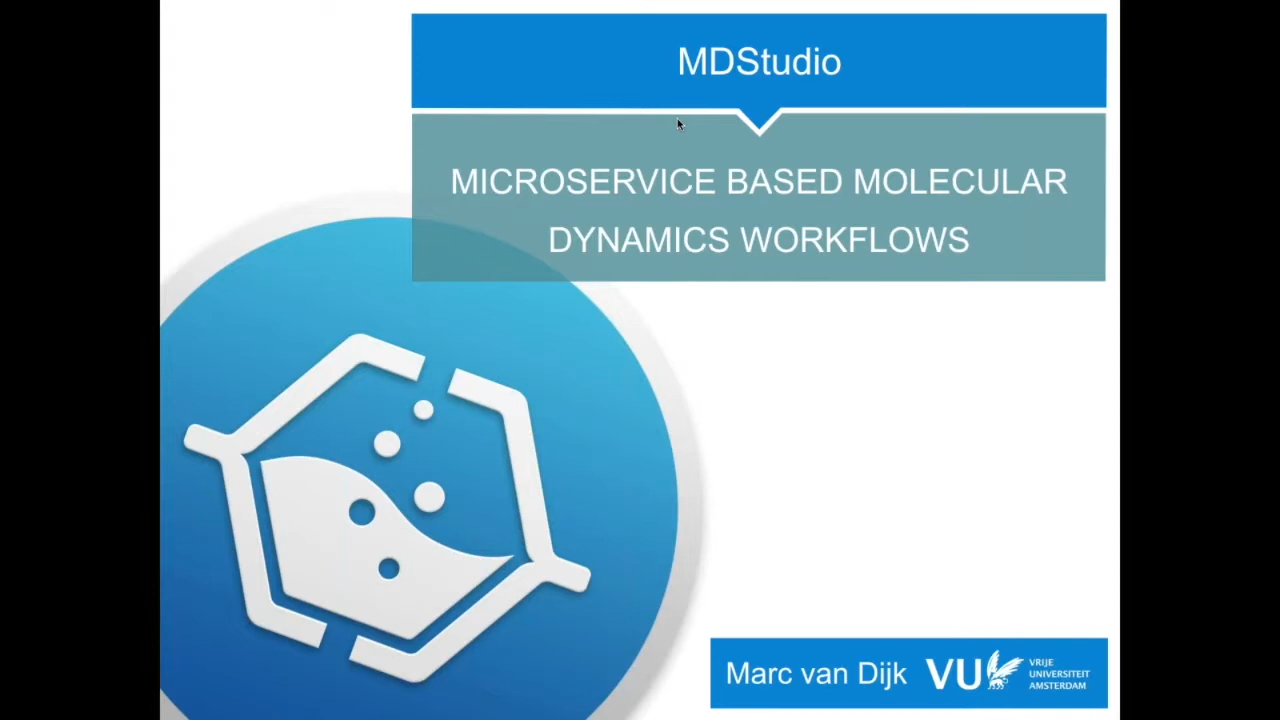 MDStudio
MICROSERVICE BASED MOLECULAR
DYNAMICS WORKFLOWS
Marc van Dijk
VU
VRIJE
UNIVERSITEIT
AMSTERDAM